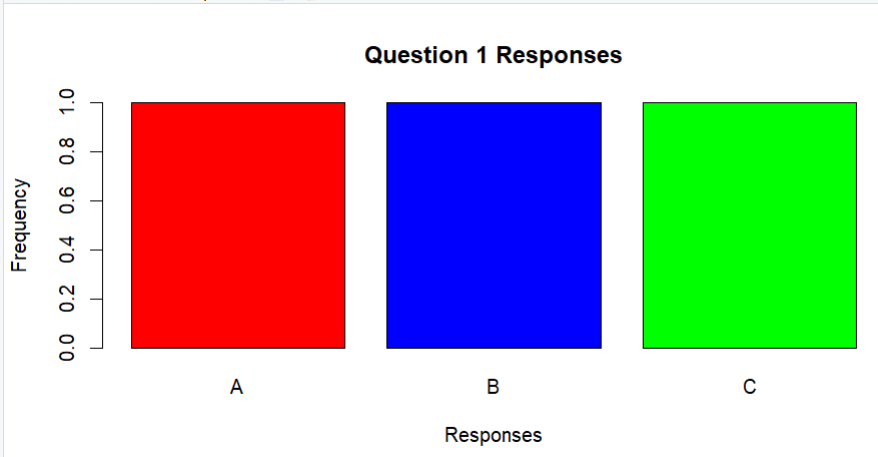 Question 1 Responses
Frequency
1.0
0.8
0.6
0.4
0.2
0.0
A B C
Responses